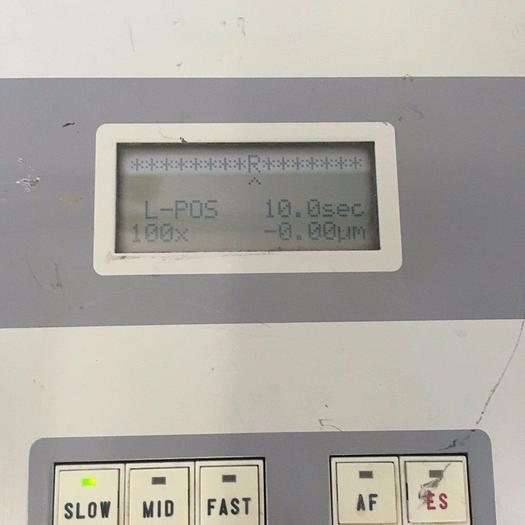 ********R*******
^
L-POS 10.0sec
100x -0.00µm
SLOW MID FAST AF ES